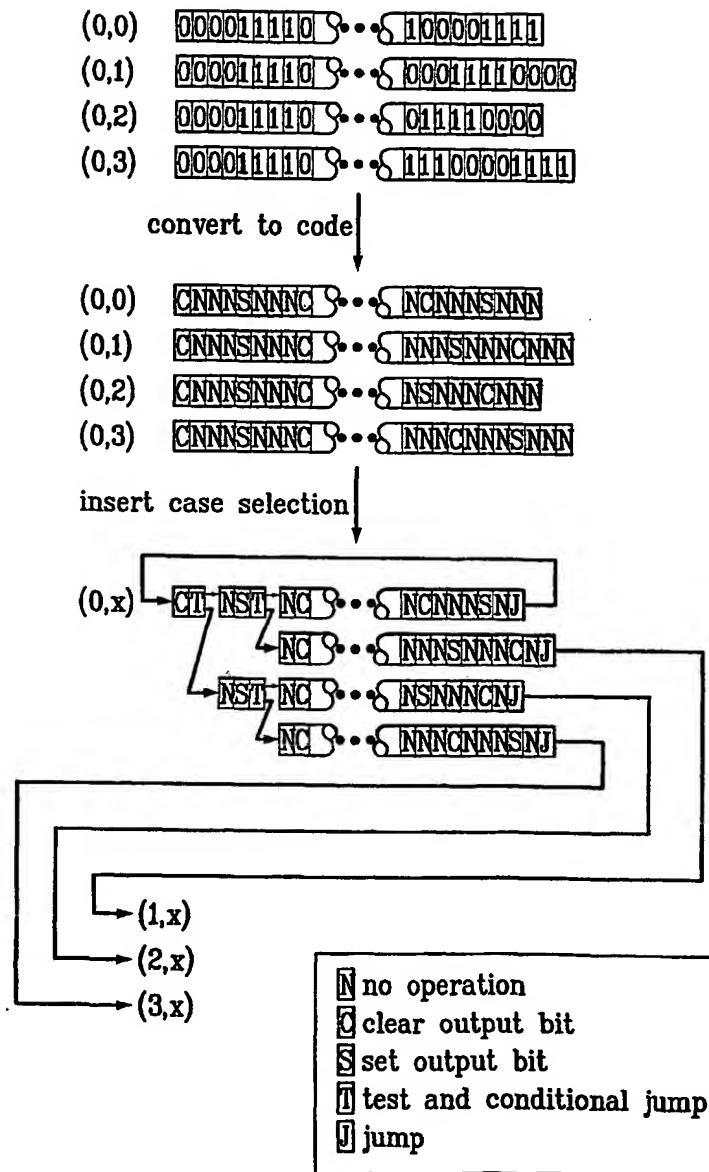 (0,0) 000011110 ••• 100001111
(0,1) 000011110 ••• 00011110000
(0,2) 000011110 ••• 011110000
(0,3) 000011110 ••• 11100001111
convert to code
(0,0) CNNNSNNNC ••• NCNNNSNNN
(0,1) CNNNSNNNC ••• NNNSNNNCNNN
(0,2) CNNNSNNNC ••• NSNNNCNNN
(0,3) CNNNSNNNC ••• NNNCNNNSNNN
insert case selection
(0,x) CT NST NC ••• NCNNNSNJ
NC ••• NNNSNNNCNJ
NST NC ••• NSNNNCNJ
NC ••• NNNCNNNSNJ
(1,x)
(2,x)
(3,x)
N no operation
C clear output bit
S set output bit
T test and conditional jump
J jump